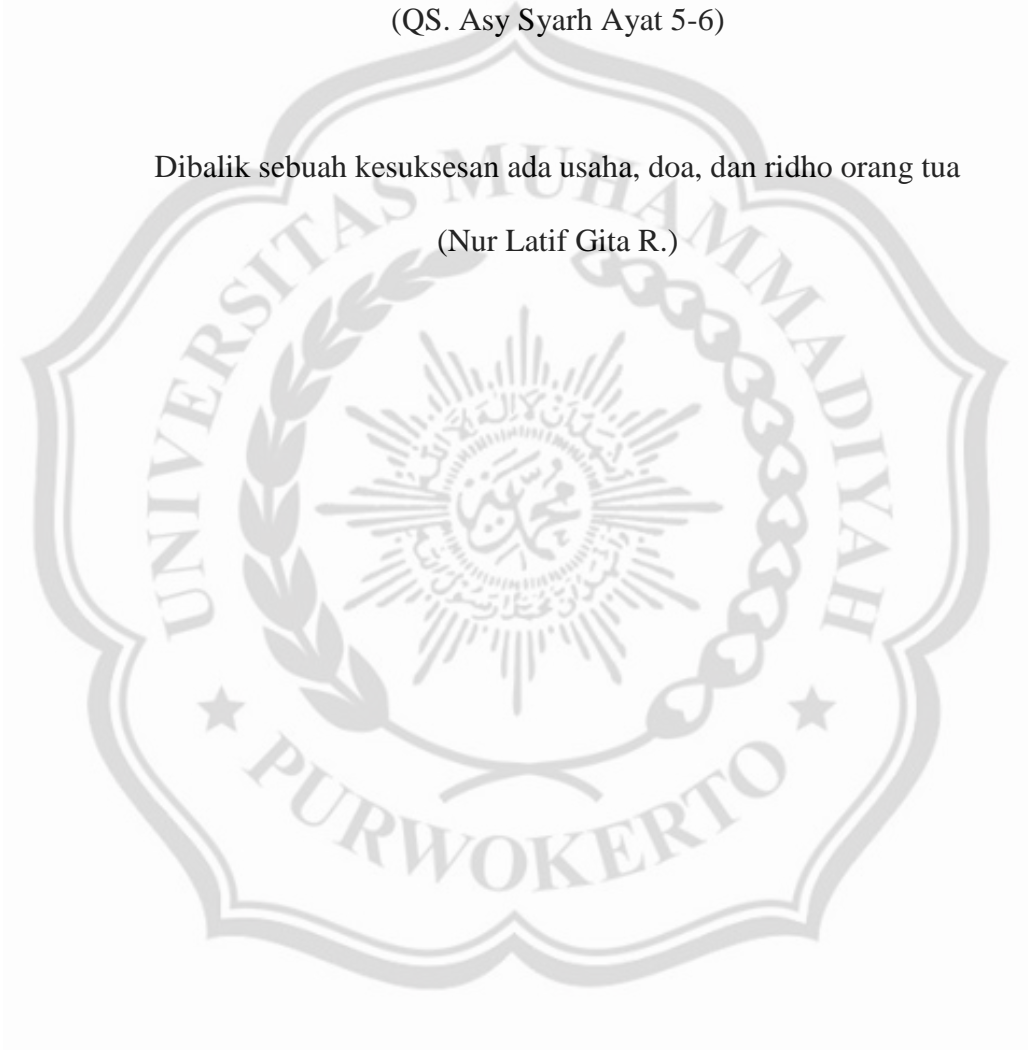 (QS. Asy Syarh Ayat 5-6)
Dibalik sebuah kesuksesan ada usaha, doa, dan ridho orang tua
(Nur Latif Gita R.)
UNIVERSITAS MUHAMMADIYAH
محمد
PURWOKERTO